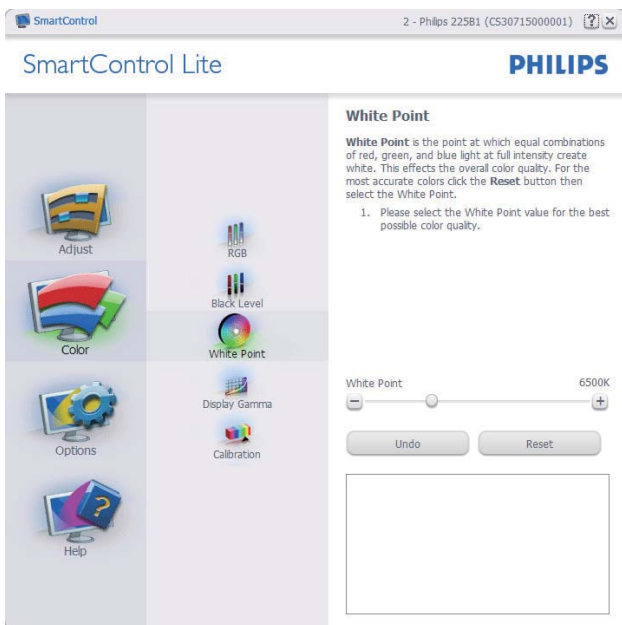 SmartControl
2 - Philips 225B1 (CS30715000001)
SmartControl Lite
PHILIPS
Adjust
Color
Options
Help
RGB
Black Level
White Point
Display Gamma
Calibration
White Point
White Point is the point at which equal combinations
of red, green, and blue light at full intensity create
white. This effects the overall color quality. For the
most accurate colors click the Reset button then
select the White Point.
1. Please select the White Point value for the best
possible color quality.
White Point 6500K
Undo Reset